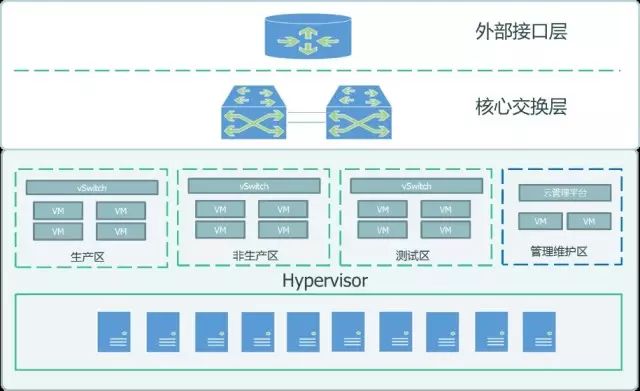 外部接口层
核心交换层
vSwitch
VM VM
VM VM
生产区
vSwitch
VM VM
VM VM
非生产区
vSwitch
VM VM
VM VM
测试区
云管理平台
VM VM
管理维护区
Hypervisor